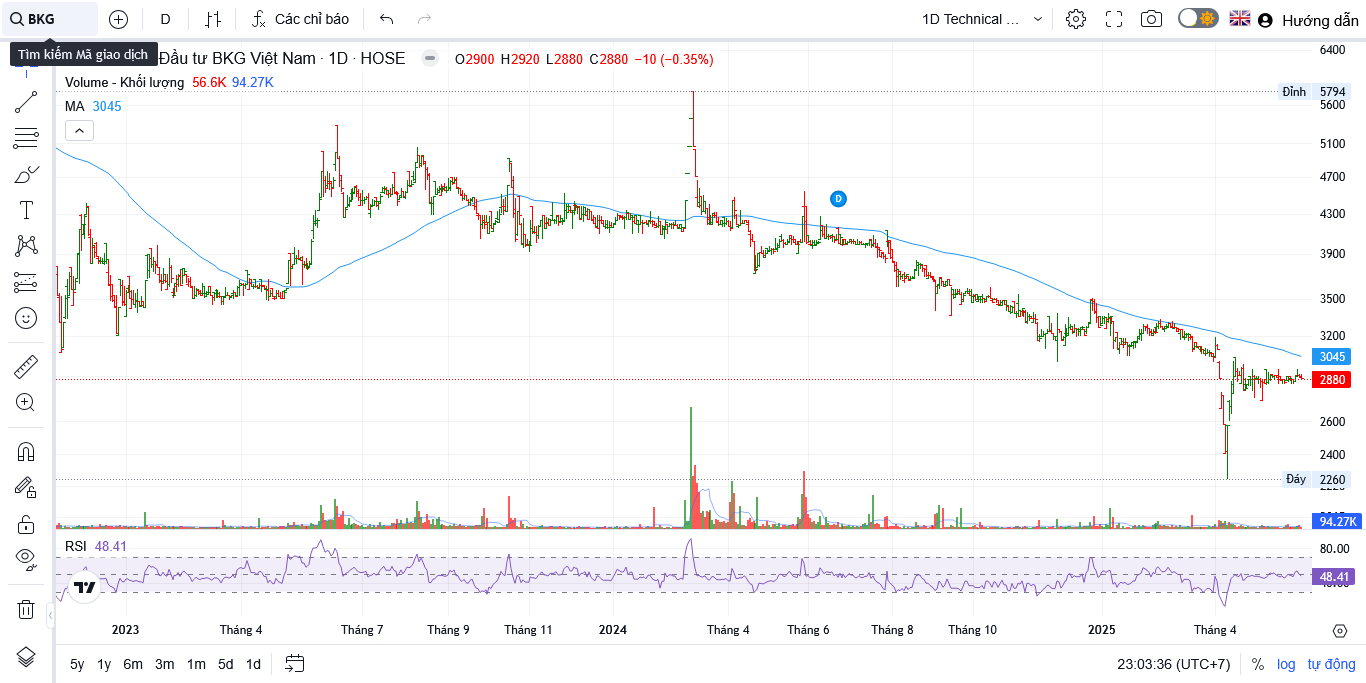 BKG
D
Các chỉ báo
1D Technical ...
Hướng dẫn
Tìm kiếm Mã giao dịch
Đầu tư BKG Việt Nam · 1D · HOSE
O2900 H2920 L2880 C2880 −10 (−0.35%)
Volume - Khối lượng 56.6K 94.27K
MA 3045
D
6400
Đỉnh 5794
5600
5100
4700
4300
3900
3500
3200
3045
2880
2600
2400
Đáy 2260
94.27K
RSI 48.41
80.00
48.41
2023 Tháng 4 Tháng 7 Tháng 9 Tháng 11 2024 Tháng 4 Tháng 6 Tháng 8 Tháng 10 2025 Tháng 4
5y 1y 6m 3m 1m 5d 1d
23:03:36 (UTC+7) % log tự động